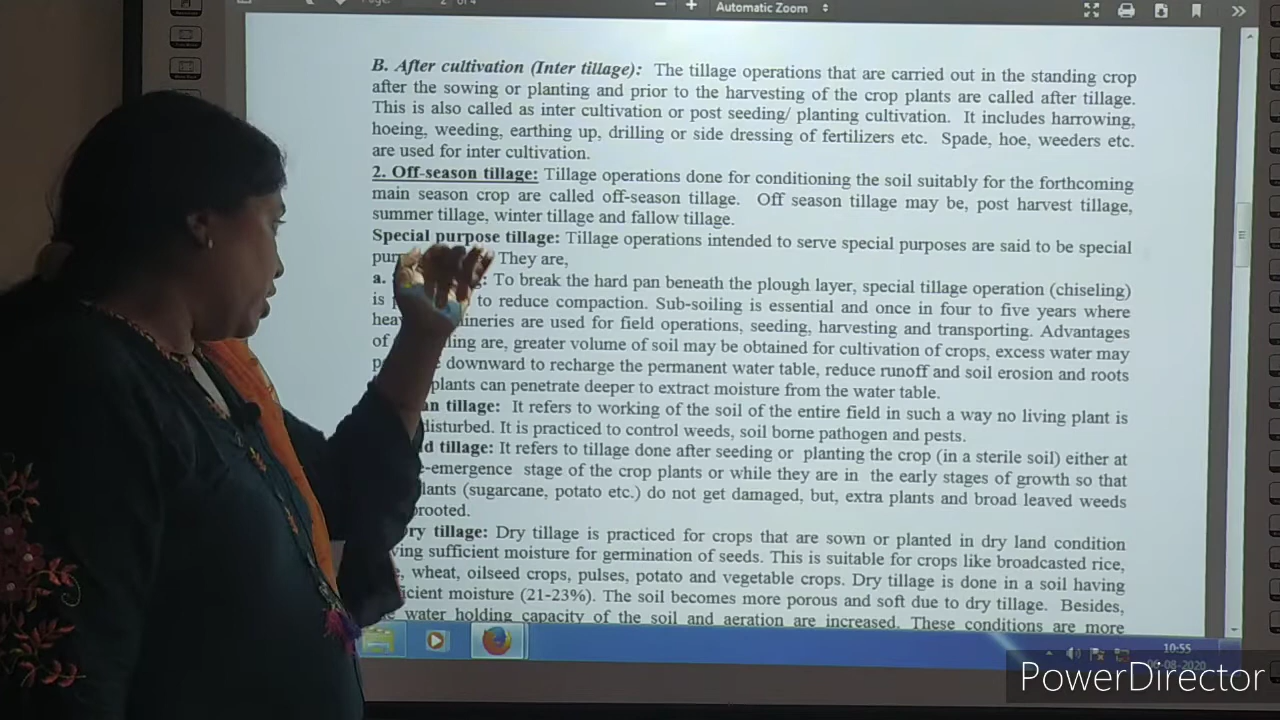 2 of 4
Automatic Zoom
B. After cultivation (Inter tillage): The tillage operations that are carried out in the standing crop
after the sowing or planting and prior to the harvesting of the crop plants are called after tillage.
This is also called as inter cultivation or post seeding/ planting cultivation. It includes harrowing,
hoeing, weeding, earthing up, drilling or side dressing of fertilizers etc. Spade, hoe, weeders etc.
are used for inter cultivation.
2. Off-season tillage: Tillage operations done for conditioning the soil suitably for the forthcoming
main season crop are called off-season tillage. Off season tillage may be, post harvest tillage,
summer tillage, winter tillage and fallow tillage.
Special purpose tillage: Tillage operations intended to serve special purposes are said to be special
They are,
a. To break the hard pan beneath the plough layer, special tillage operation (chiseling)
is to reduce compaction. Sub-soiling is essential and once in four to five years where
are used for field operations, seeding, harvesting and transporting. Advantages
of are, greater volume of soil may be obtained for cultivation of crops, excess water may
downward to recharge the permanent water table, reduce runoff and soil erosion and roots
plants can penetrate deeper to extract moisture from the water table.
tillage: It refers to working of the soil of the entire field in such a way no living plant is
disturbed. It is practiced to control weeds, soil borne pathogen and pests.
tillage: It refers to tillage done after seeding or planting the crop (in a sterile soil) either at
stage of the crop plants or while they are in the early stages of growth so that
(sugarcane, potato etc.) do not get damaged, but, extra plants and broad leaved weeds
tillage: Dry tillage is practiced for crops that are sown or planted in dry land condition
sufficient moisture for germination of seeds. This is suitable for crops like broadcasted rice,
wheat, oilseed crops, pulses, potato and vegetable crops. Dry tillage is done in a soil having
moisture (21-23%). The soil becomes more porous and soft due to dry tillage. Besides,
water holding capacity of the soil and aeration are increased. These conditions are more
10:55
06-08-2020
PowerDirector